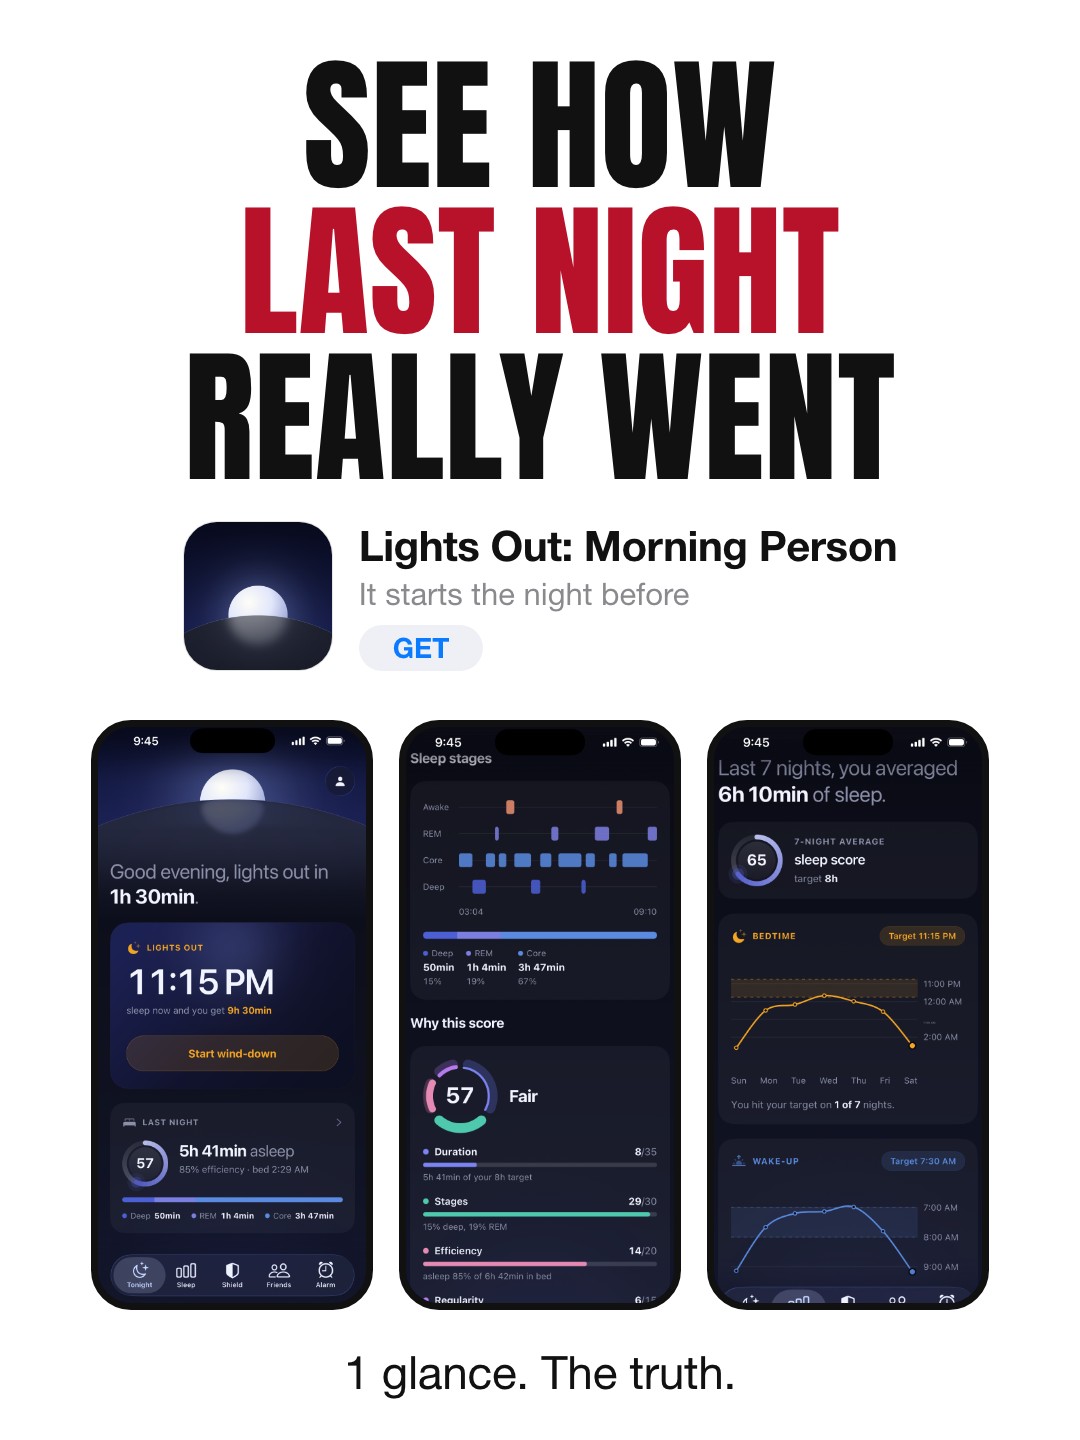 SEE HOW
LAST NIGHT
REALLY WENT
Lights Out: Morning Person
It starts the night before
GET
9:45
Good evening, lights out in
1h 30min.
LIGHTS OUT
11:15 PM
sleep now and you get 9h 30min
Start wind-down
LAST NIGHT
57
5h 41min asleep
85% efficiency · bed 2:29 AM
Deep 50min REM 1h 4min Core 3h 47min
Tonight Sleep Shield Friends Alarm
9:45
Sleep stages
Awake
REM
Core
Deep
03:04 09:10
Deep REM Core
50min 1h 4min 3h 47min
15% 19% 67%
Why this score
57 Fair
Duration 8/35
5h 41min of your 8h target
Stages 29/30
15% deep, 19% REM
Efficiency 14/20
asleep 85% of 6h 42min in bed
Regularity 6/15
9:45
Last 7 nights, you averaged
6h 10min of sleep.
65
7-NIGHT AVERAGE
sleep score
target 8h
BEDTIME Target 11:15 PM
11:00 PM
12:00 AM
2:00 AM
Sun Mon Tue Wed Thu Fri Sat
You hit your target on 1 of 7 nights.
WAKE-UP Target 7:30 AM
7:00 AM
8:00 AM
9:00 AM
1 glance. The truth.